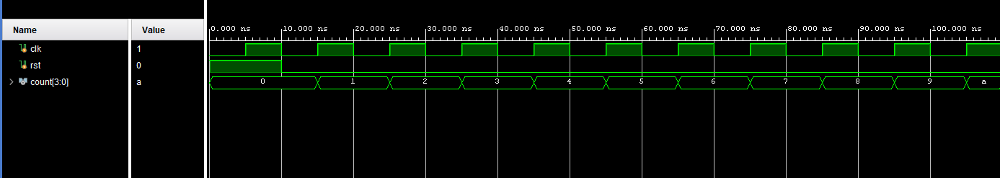 Name Value
0.000 ns 10.000 ns 20.000 ns 30.000 ns 40.000 ns 50.000 ns 60.000 ns 70.000 ns 80.000 ns 90.000 ns 100.000 ns
clk 1
rst 0
count[3:0] a 0 1 2 3 4 5 6 7 8 9 a